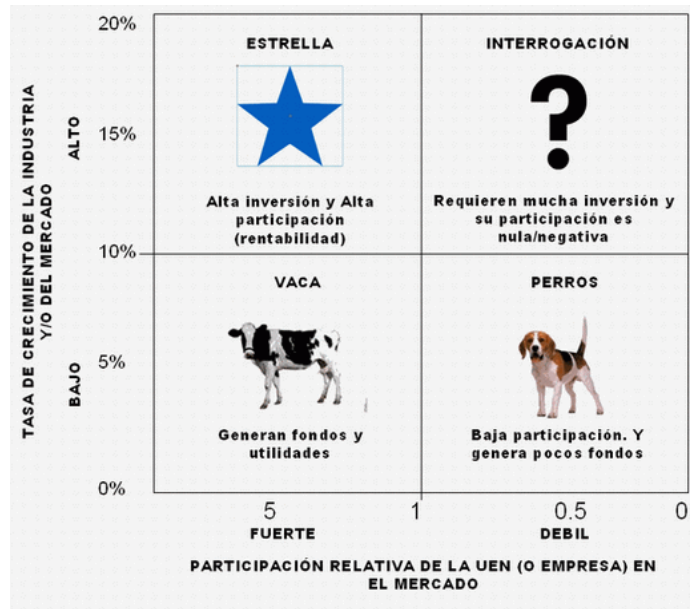 20%
ESTRELLA
INTERROGACIÓN
?
15%
Alta inversión y Alta
participación
(rentabilidad)
Requieren mucha inversión y
su participación es
nula/negativa
10%
VACA
PERROS
5%
Generan fondos y
utilidades
Baja participación. Y
genera pocos fondos
0%
TASA DE CRECIMIENTO DE LA INDUSTRIA
Y/O DEL MERCADO
ALTO
BAJO
5 1 0.5 0
FUERTE
DEBIL
PARTICIPACIÓN RELATIVA DE LA UEN (O EMPRESA) EN
EL MERCADO